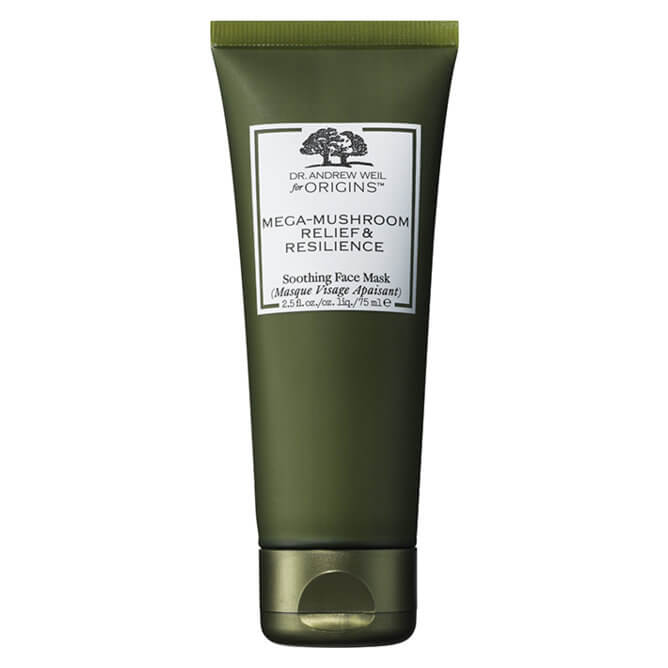 DR. ANDREW WEIL
for ORIGINS™
MEGA-MUSHROOM
RELIEF &
RESILIENCE
Soothing Face Mask
(Masque Visage Apaisant)
2.5 fl. oz./oz. liq./75 ml ℮